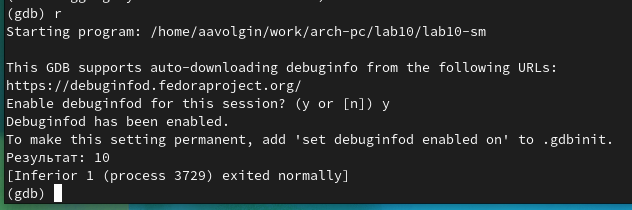 (gdb) r
Starting program: /home/aavolgin/work/arch-pc/lab10/lab10-sm
This GDB supports auto-downloading debuginfo from the following URLs:
https://debuginfod.fedoraproject.org/
Enable debuginfod for this session? (y or [n]) y
Debuginfod has been enabled.
To make this setting permanent, add 'set debuginfod enabled on' to .gdbinit.
Результат: 10
[Inferior 1 (process 3729) exited normally]
(gdb)